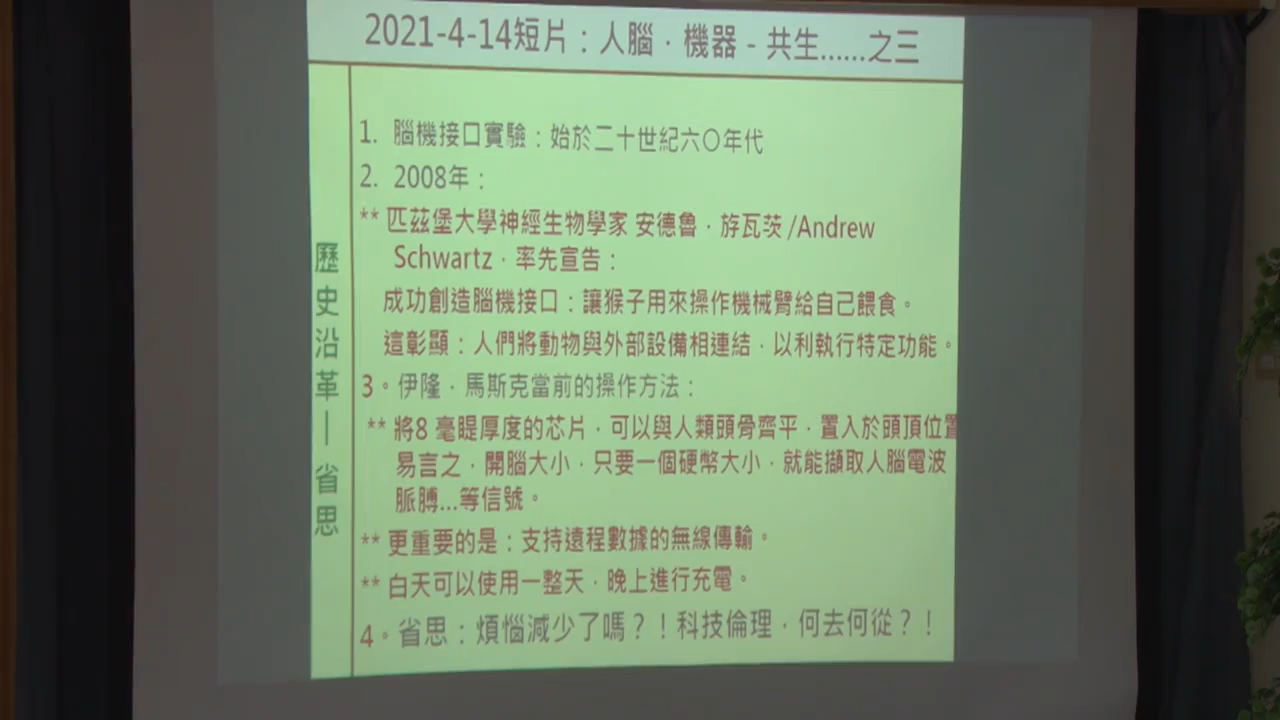 2021-4-14短片：人腦．機器 - 共生......之三
歷史沿革—省思
1. 腦機接口實驗：始於二十世紀六〇年代
2. 2008年：
** 匹茲堡大學神經生物學家 安德魯．斿瓦茨 /Andrew
Schwartz．率先宣告：
成功創造腦機接口：讓猴子用來操作機械臂給自己餵食。
這彰顯：人們將動物與外部設備相連結．以利執行特定功能。
3。伊隆．馬斯克當前的操作方法：
** 將8 毫睼厚度的芯片．可以與人類頭骨齊平．置入於頭頂位置
易言之．開腦大小．只要一個硬幣大小．就能擷取人腦電波
脈膊...等信號。
** 更重要的是：支持遠程數據的無線傳輸。
** 白天可以使用一整天．晚上進行充電。
4。省思：煩惱減少了嗎？！科技倫理．何去何從？！